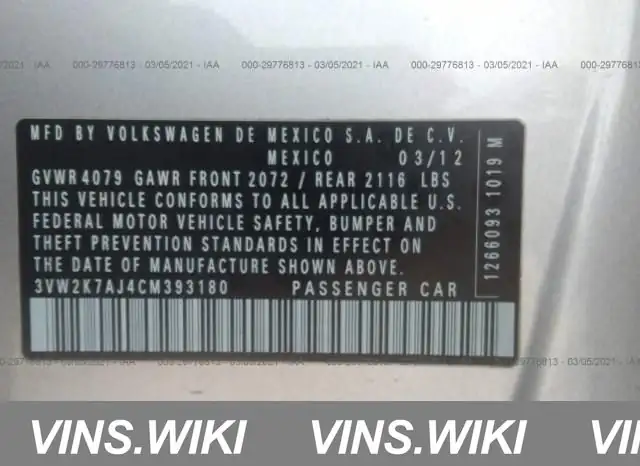 000-29776813 - 03/05/2021 - IAA
MFD BY VOLKSWAGEN DE MEXICO S.A. DE C.V.
MEXICO 03/12
GVWR 4079 GAWR FRONT 2072 / REAR 2116 LBS
THIS VEHICLE CONFORMS TO ALL APPLICABLE U.S.
FEDERAL MOTOR VEHICLE SAFETY, BUMPER AND
THEFT PREVENTION STANDARDS IN EFFECT ON
THE DATE OF MANUFACTURE SHOWN ABOVE.
3VW2K7AJ4CM393180 PASSENGER CAR
1266093 1019 M
VINS.WIKI VINS.WIKI VINS.WIKI